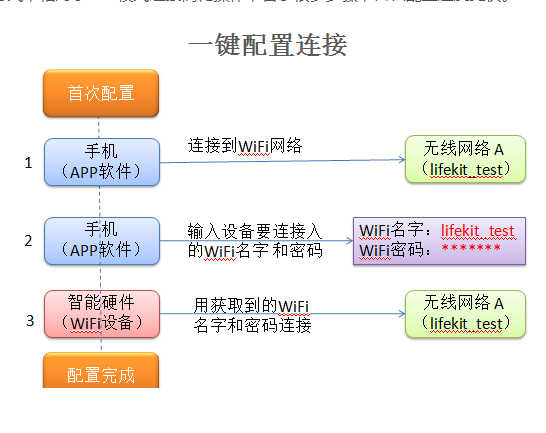 一键配置连接
首次配置
1
手机
（APP软件）
连接到WiFi网络
无线网络 A
（lifekit_test）
2
手机
（APP软件）
输入设备要连接入
的WiFi名字 和密码
WiFi名字：lifekit_test
WiFi密码：*******
3
智能硬件
（WiFi设备）
用获取到的WiFi
名字和密码连接
无线网络 A
（lifekit_test）
配置完成